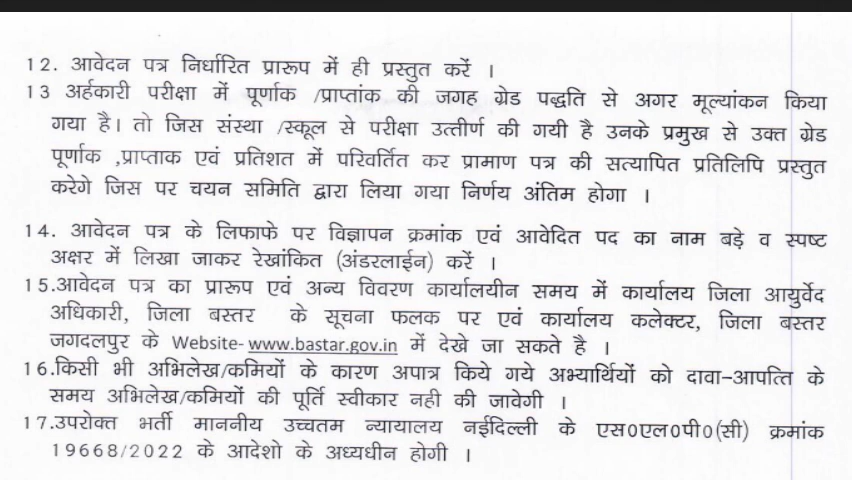 12. आवेदन पत्र निर्धारित प्रारूप में ही प्रस्तुत करें ।
13 अर्हकारी परीक्षा में पूर्णाक /प्राप्तांक की जगह ग्रेड पद्धति से अगर मूल्यांकन किया
गया है। तो जिस संस्था /स्कूल से परीक्षा उत्तीर्ण की गयी है उनके प्रमुख से उक्त ग्रेड
पूर्णाक ,प्राप्ताक एवं प्रतिशत में परिवर्तित कर प्रामाण पत्र की सत्यापित प्रतिलिपि प्रस्तुत
करेगे जिस पर चयन समिति द्वारा लिया गया निर्णय अंतिम होगा ।
14. आवेदन पत्र के लिफाफे पर विज्ञापन क्रमांक एवं आवेदित पद का नाम बड़े व स्पष्ट
अक्षर में लिखा जाकर रेखांकित (अंडरलाईन) करें ।
15.आवेदन पत्र का प्रारूप एवं अन्य विवरण कार्यालयीन समय में कार्यालय जिला आयुर्वेद
अधिकारी, जिला बस्तर के सूचना फलक पर एवं कार्यालय कलेक्टर, जिला बस्तर
जगदलपुर के Website- www.bastar.gov.in में देखे जा सकते है ।
16.किसी भी अभिलेख/कमियों के कारण अपात्र किये गये अभ्यार्थियों को दावा–आपत्ति के
समय अभिलेख/कमियों की पूर्ति स्वीकार नही की जावेगी ।
17.उपरोक्त भर्ती माननीय उच्चतम न्यायालय नईदिल्ली के एस0एल0पी0(सी) क्रमांक
19668/2022 के आदेशो के अध्यधीन होगी ।